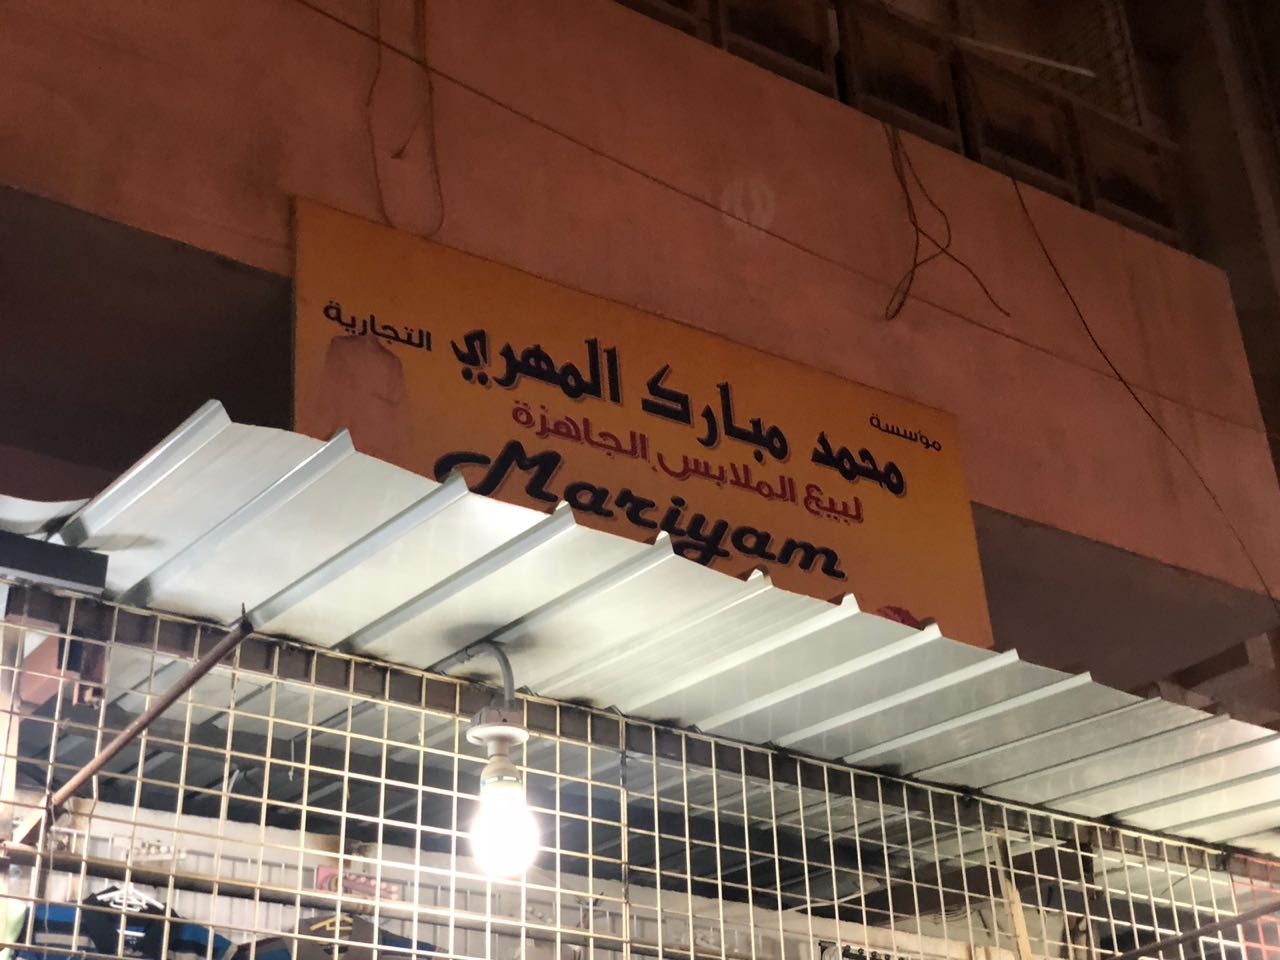 مؤسسة
محمد مبارك المهري التجارية
لبيع الملابس الجاهزة
Mariyam